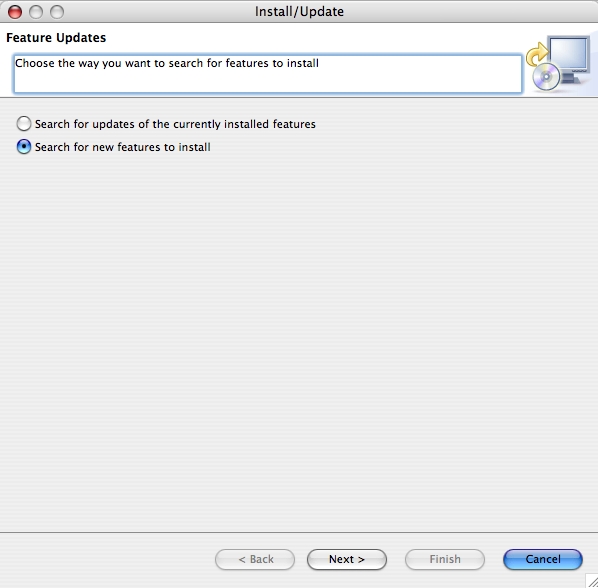 Install/Update
Feature Updates
Choose the way you want to search for features to install
Search for updates of the currently installed features
Search for new features to install
< Back
Next >
Finish
Cancel